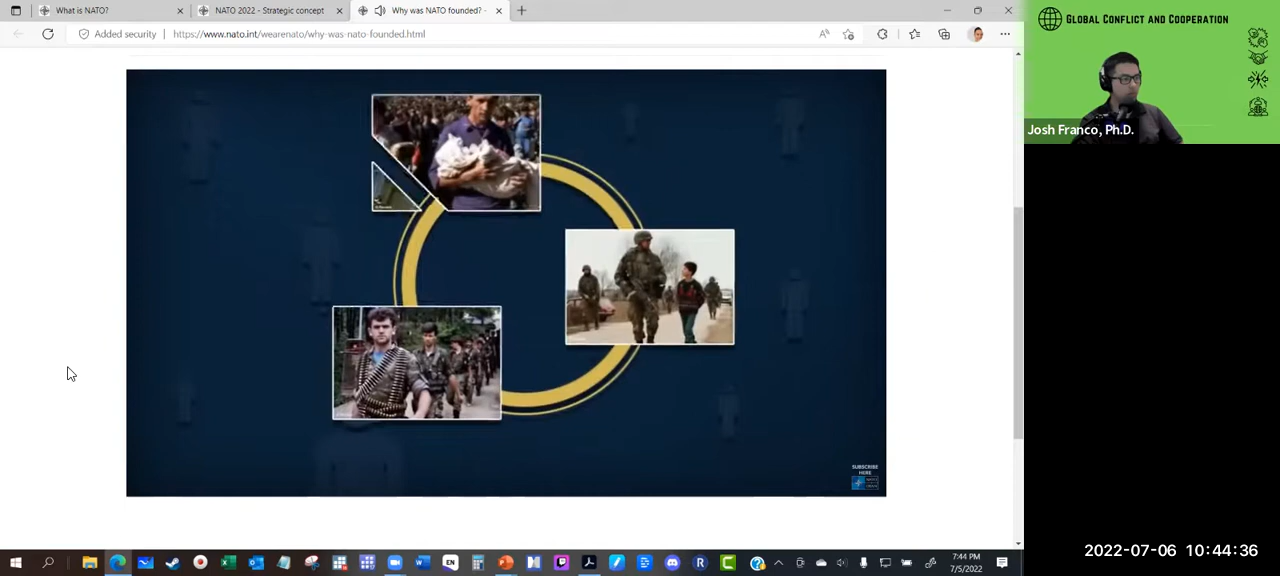 What is NATO?
NATO 2022 - Strategic concept
Why was NATO founded? -
Added security
https://www.nato.int/wearenato/why-was-nato-founded.html
GLOBAL CONFLICT AND COOPERATION
Josh Franco, Ph.D.
SUBSCRIBE
HERE
EN
7:44 PM
7/5/2022
2022-07-06 10:44:36